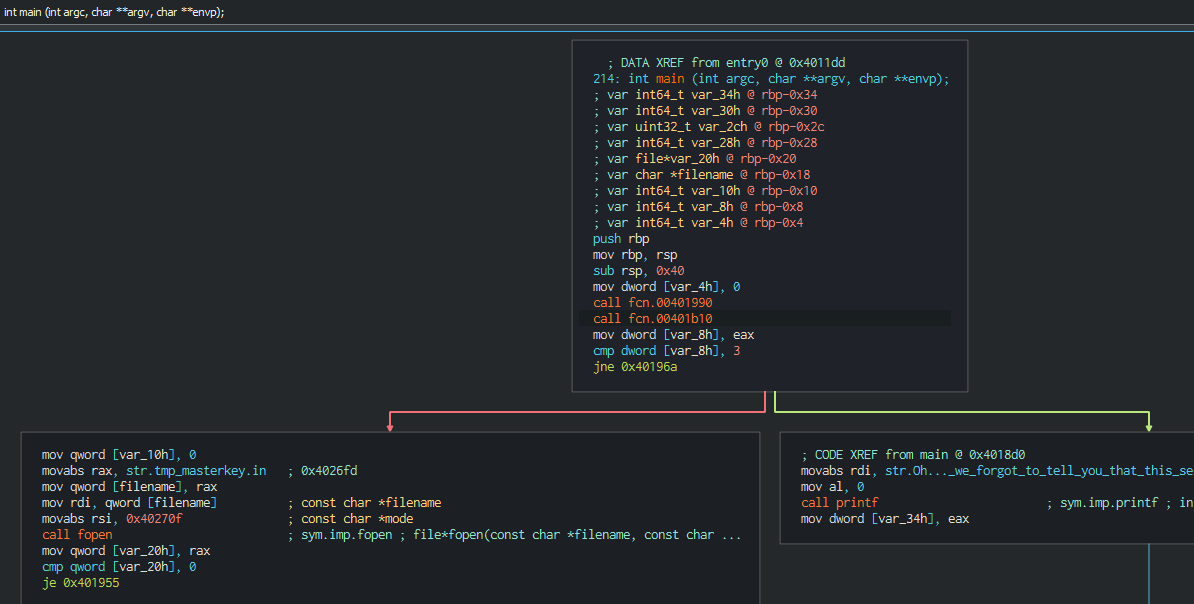 int main (int argc, char **argv, char **envp);
; DATA XREF from entry0 @ 0x4011dd
214: int main (int argc, char **argv, char **envp);
; var int64_t var_34h @ rbp-0x34
; var int64_t var_30h @ rbp-0x30
; var uint32_t var_2ch @ rbp-0x2c
; var int64_t var_28h @ rbp-0x28
; var file*var_20h @ rbp-0x20
; var char *filename @ rbp-0x18
; var int64_t var_10h @ rbp-0x10
; var int64_t var_8h @ rbp-0x8
; var int64_t var_4h @ rbp-0x4
push rbp
mov rbp, rsp
sub rsp, 0x40
mov dword [var_4h], 0
call fcn.00401990
call fcn.00401b10
mov dword [var_8h], eax
cmp dword [var_8h], 3
jne 0x40196a
mov qword [var_10h], 0
movabs rax, str.tmp_masterkey.in ; 0x4026fd
mov qword [filename], rax
mov rdi, qword [filename] ; const char *filename
movabs rsi, 0x40270f ; const char *mode
call fopen ; sym.imp.fopen ; file*fopen(const char *filename, const char ...
mov qword [var_20h], rax
cmp qword [var_20h], 0
je 0x401955
; CODE XREF from main @ 0x4018d0
movabs rdi, str.Oh..._we_forgot_to_tell_you_that_this_se
mov al, 0
call printf ; sym.imp.printf ; in
mov dword [var_34h], eax